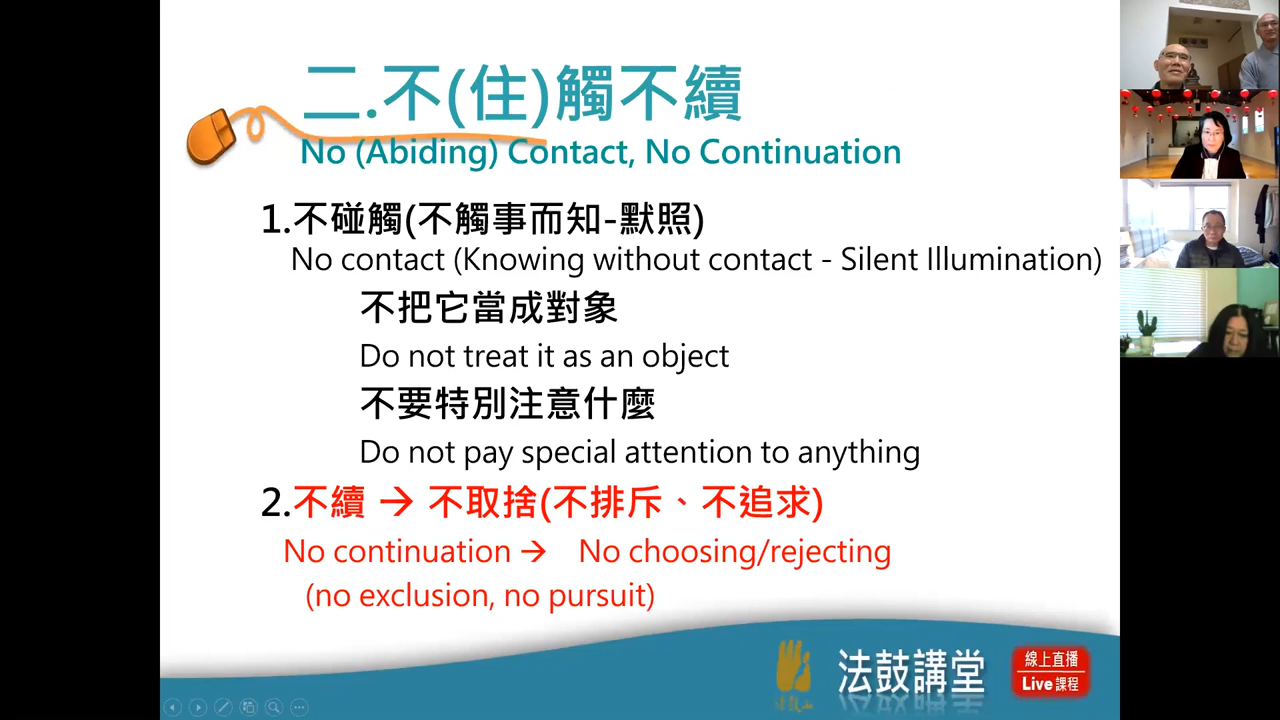 二.不(住)觸不續
No (Abiding) Contact, No Continuation
1.不碰觸(不觸事而知-默照)
No contact (Knowing without contact - Silent Illumination)
不把它當成對象
Do not treat it as an object
不要特別注意什麼
Do not pay special attention to anything
2.不續 → 不取捨(不排斥、不追求)
No continuation → No choosing/rejecting
(no exclusion, no pursuit)
法鼓講堂
線上直播
Live 課程